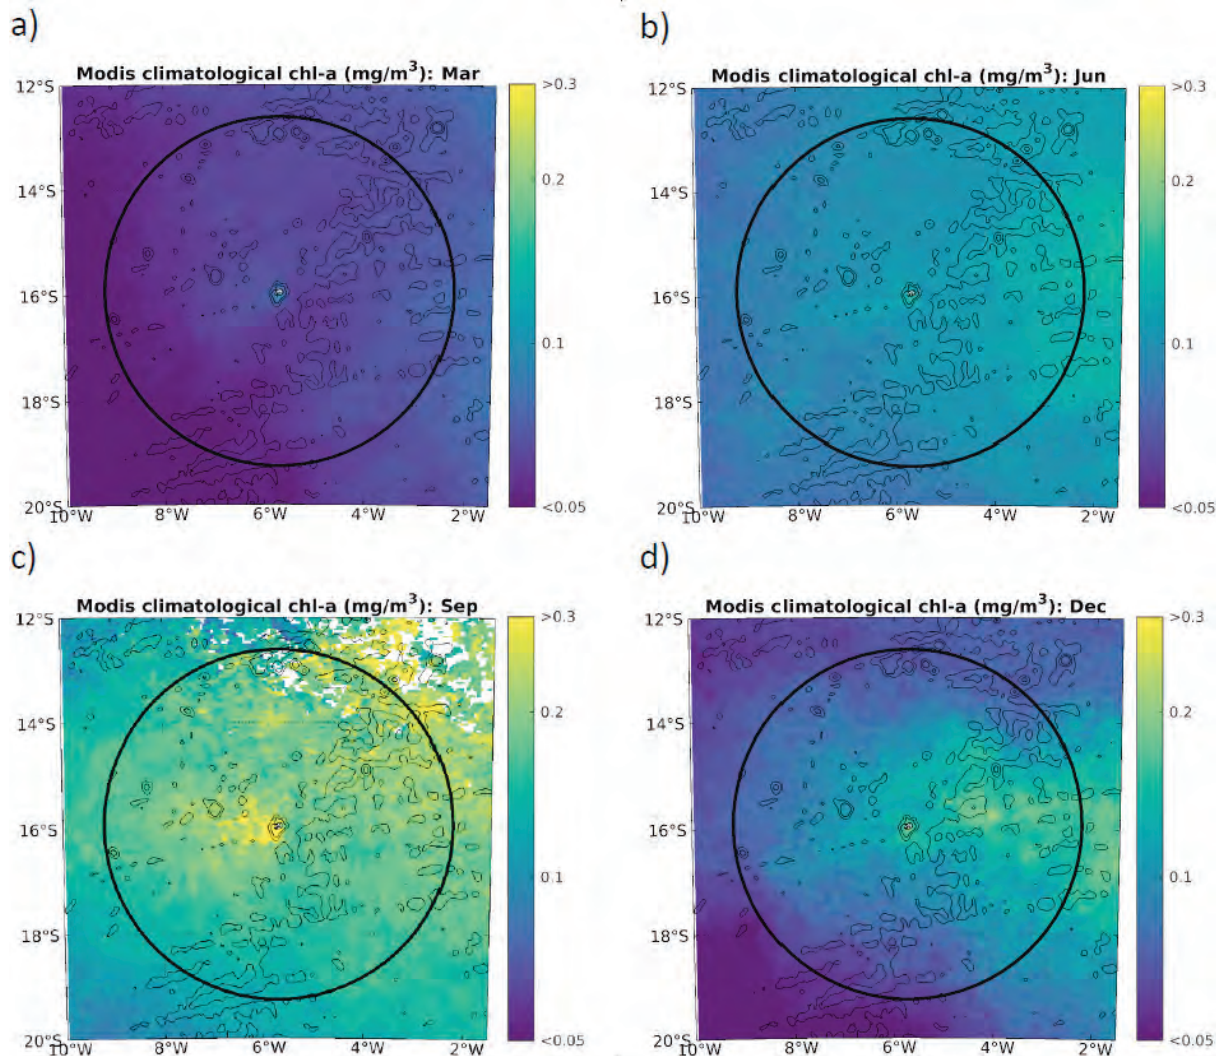 a)
Modis climatological chl-a (mg/m³): Mar
12°S
14°S
16°S
18°S
20°S
10°W
8°W
6°W
4°W
2°W
>0.3
0.2
0.1
<0.05
b)
Modis climatological chl-a (mg/m³): Jun
12°S
14°S
16°S
18°S
20°S
10°W
8°W
6°W
4°W
2°W
>0.3
0.2
0.1
<0.05
c)
Modis climatological chl-a (mg/m³): Sep
12°S
14°S
16°S
18°S
20°S
10°W
8°W
6°W
4°W
2°W
>0.3
0.2
0.1
<0.05
d)
Modis climatological chl-a (mg/m³): Dec
12°S
14°S
16°S
18°S
20°S
10°W
8°W
6°W
4°W
2°W
>0.3
0.2
0.1
<0.05